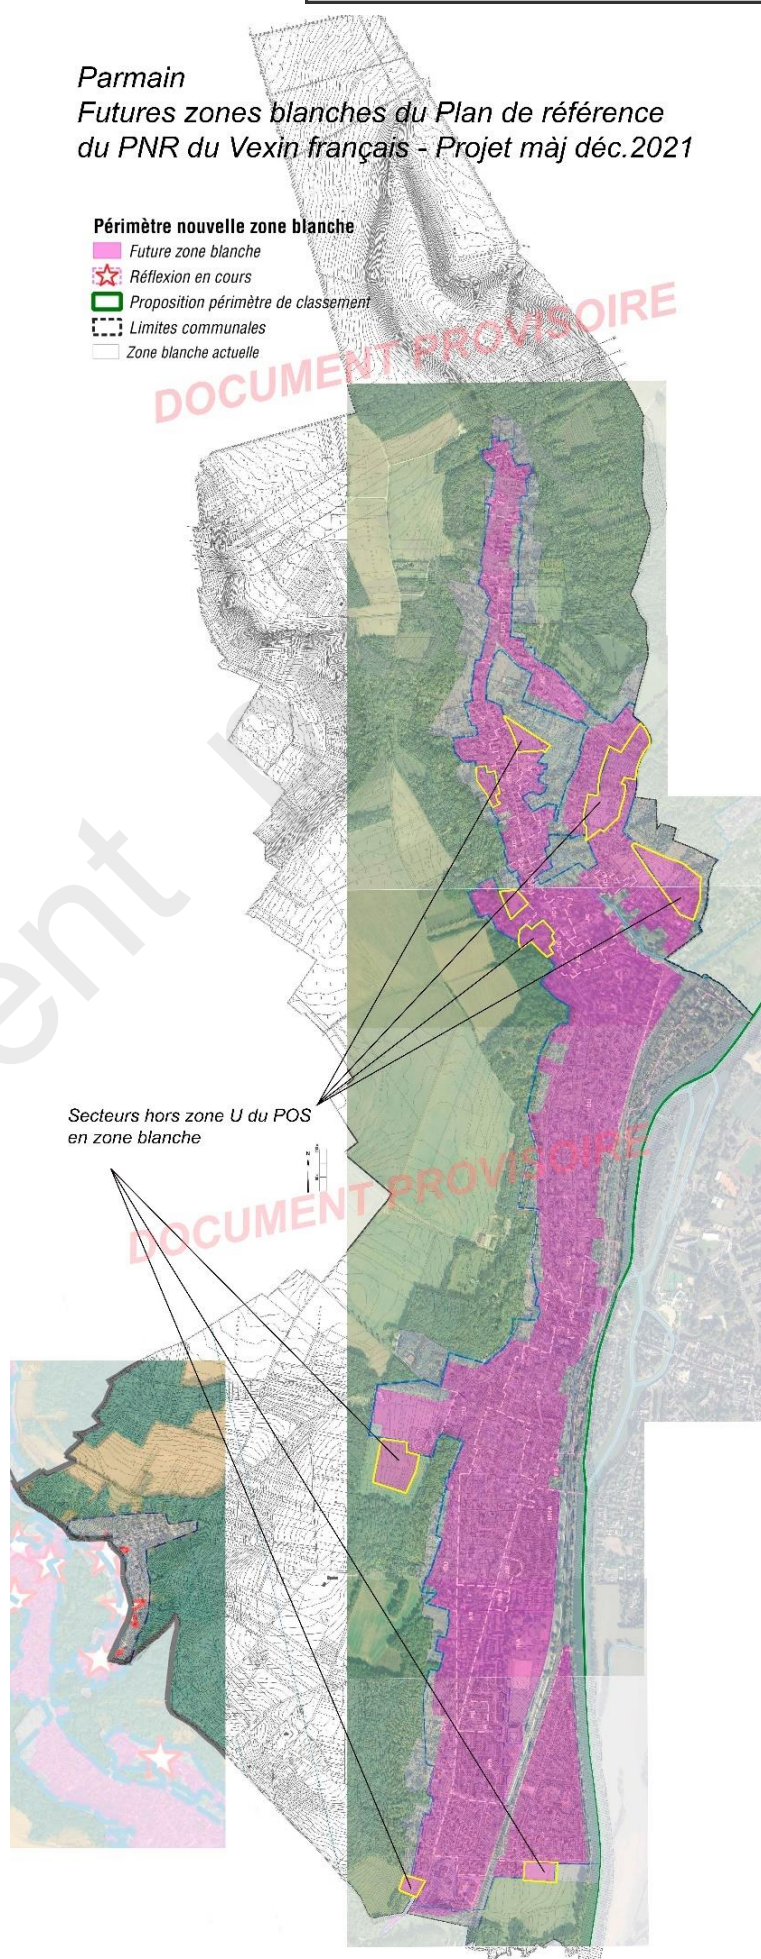 Parmain
Futures zones blanches du Plan de référence
du PNR du Vexin français - Projet màj déc.2021
Périmètre nouvelle zone blanche
Future zone blanche
Réflexion en cours
Proposition périmètre de classement
Limites communales
Zone blanche actuelle
DOCUMENT PROVISOIRE
ent
Secteurs hors zone U du POS
en zone blanche
DOCUMENT PROVISOIRE